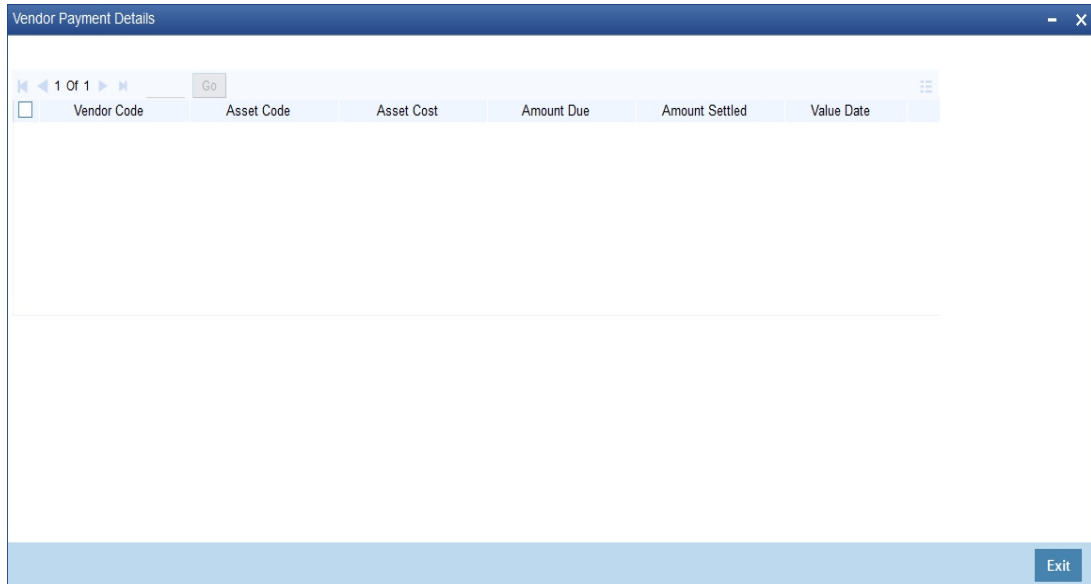 Vendor Payment Details
1 Of 1 Go
Vendor Code Asset Code Asset Cost Amount Due Amount Settled Value Date
Exit